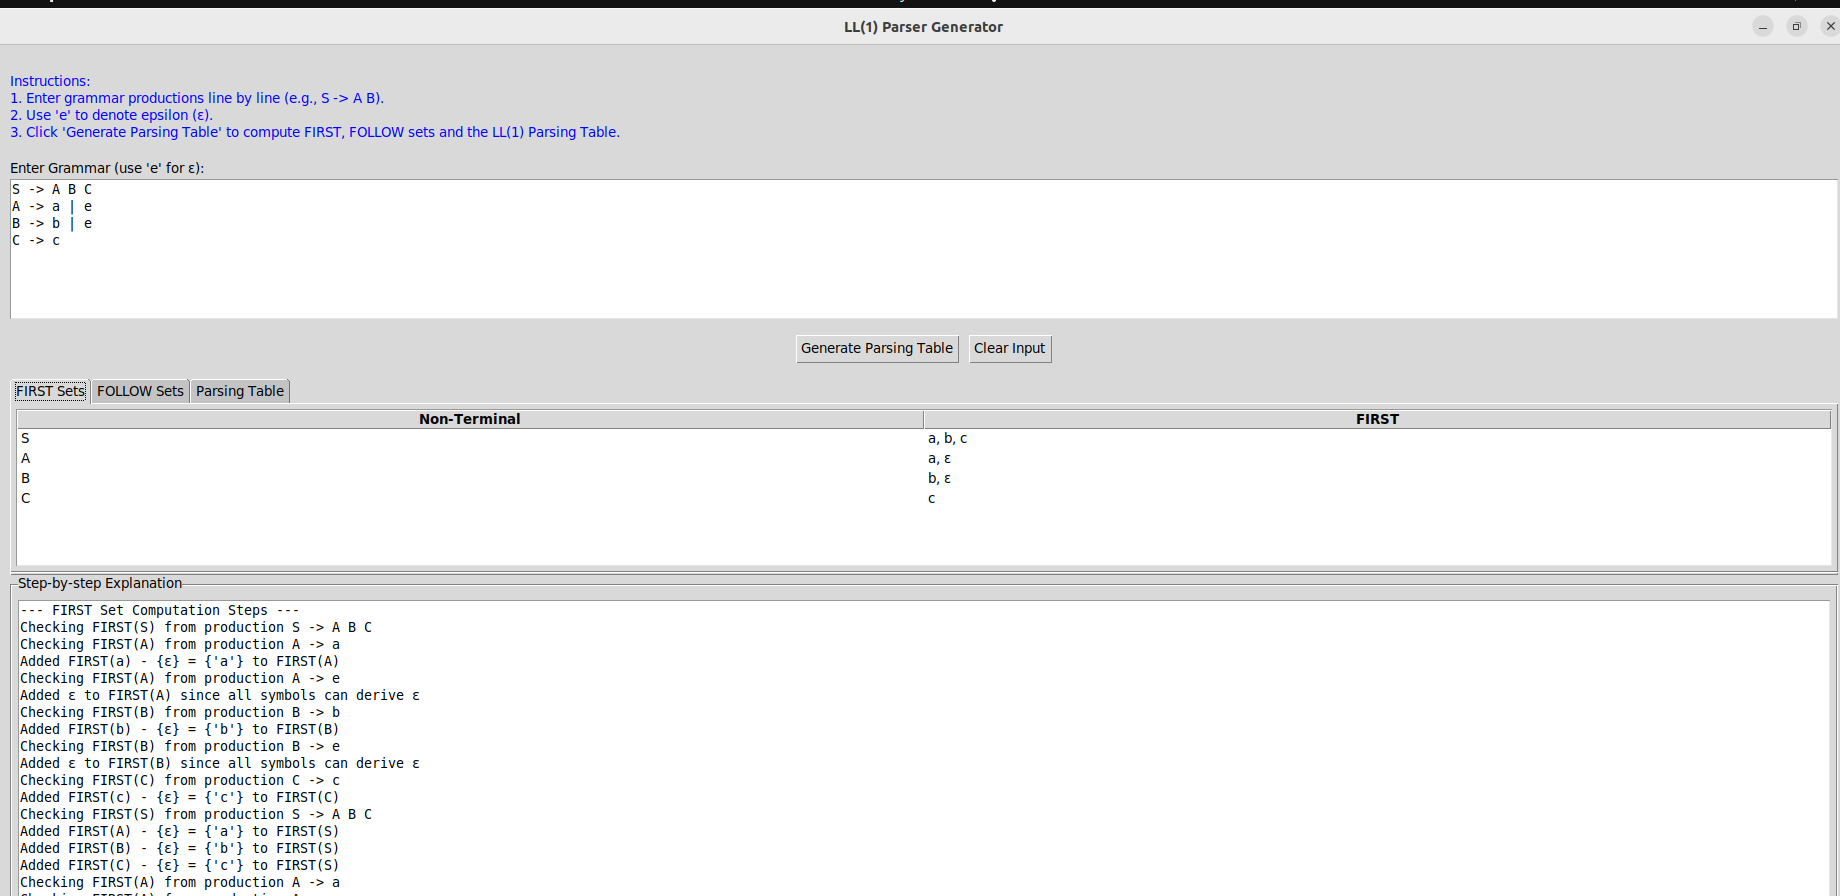 LL(1) Parser Generator
Instructions:
1. Enter grammar productions line by line (e.g., S -> A B).
2. Use 'e' to denote epsilon (ε).
3. Click 'Generate Parsing Table' to compute FIRST, FOLLOW sets and the LL(1) Parsing Table.
Enter Grammar (use 'e' for ε):
S -> A B C
A -> a | e
B -> b | e
C -> c
Generate Parsing Table Clear Input
FIRST Sets FOLLOW Sets Parsing Table
Non-Terminal FIRST
S a, b, c
A a, ε
B b, ε
C c
Step-by-step Explanation
--- FIRST Set Computation Steps ---
Checking FIRST(S) from production S -> A B C
Checking FIRST(A) from production A -> a
Added FIRST(a) - {ε} = {'a'} to FIRST(A)
Checking FIRST(A) from production A -> e
Added ε to FIRST(A) since all symbols can derive ε
Checking FIRST(B) from production B -> b
Added FIRST(b) - {ε} = {'b'} to FIRST(B)
Checking FIRST(B) from production B -> e
Added ε to FIRST(B) since all symbols can derive ε
Checking FIRST(C) from production C -> c
Added FIRST(c) - {ε} = {'c'} to FIRST(C)
Checking FIRST(S) from production S -> A B C
Added FIRST(A) - {ε} = {'a'} to FIRST(S)
Added FIRST(B) - {ε} = {'b'} to FIRST(S)
Added FIRST(C) - {ε} = {'c'} to FIRST(S)
Checking FIRST(A) from production A -> a